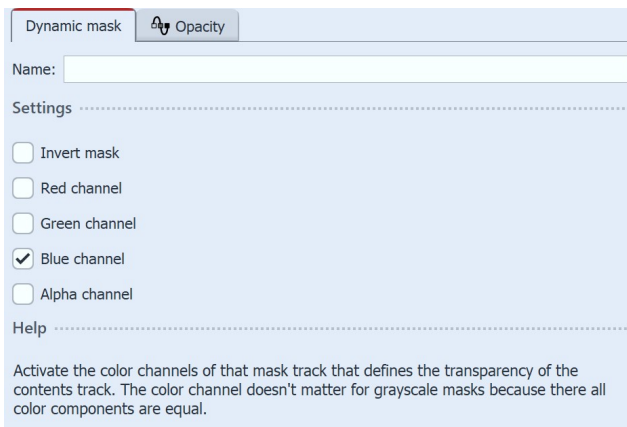 Dynamic mask Opacity
Name:
Settings
Invert mask
Red channel
Green channel
Blue channel
Alpha channel
Help
Activate the color channels of that mask track that defines the transparency of the
contents track. The color channel doesn't matter for grayscale masks because there all
color components are equal.